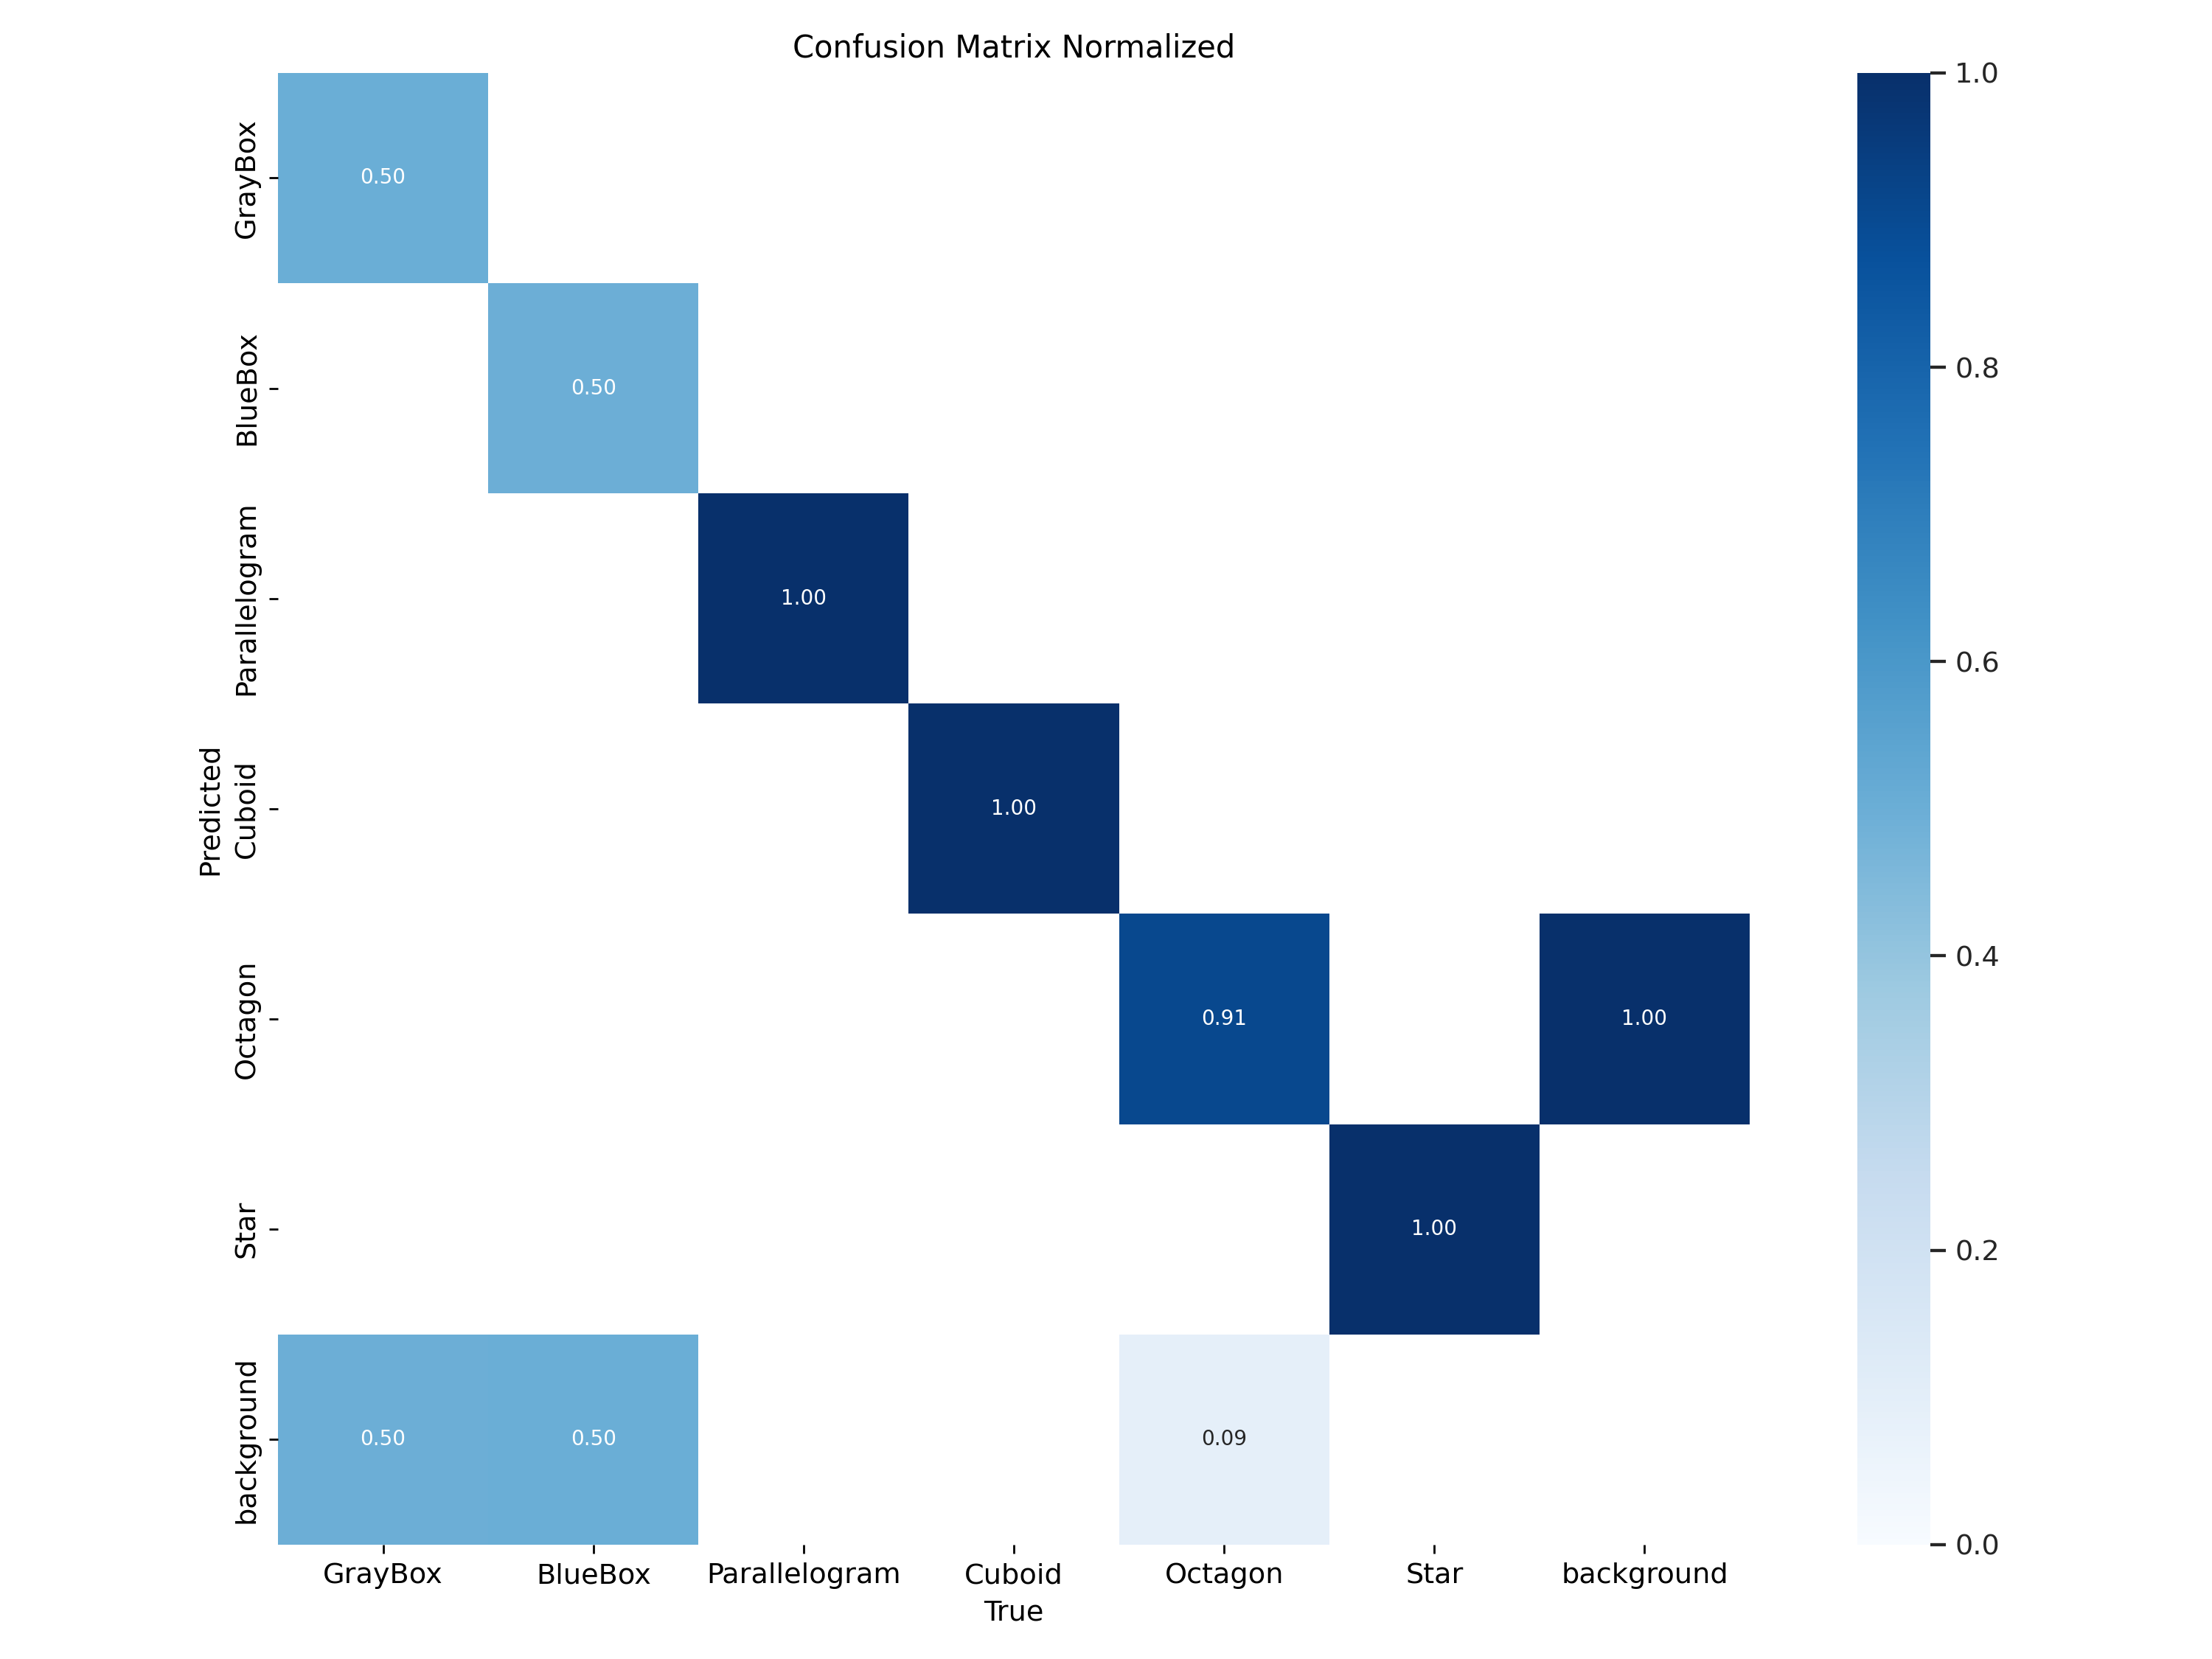 Confusion Matrix Normalized
GrayBox
BlueBox
Parallelogram
Cuboid
Octagon
Star
background
Predicted
0.50
0.50
1.00
1.00
0.91 1.00
1.00
0.50 0.50 0.09
GrayBox BlueBox Parallelogram Cuboid Octagon Star background
True
1.0
0.8
0.6
0.4
0.2
0.0